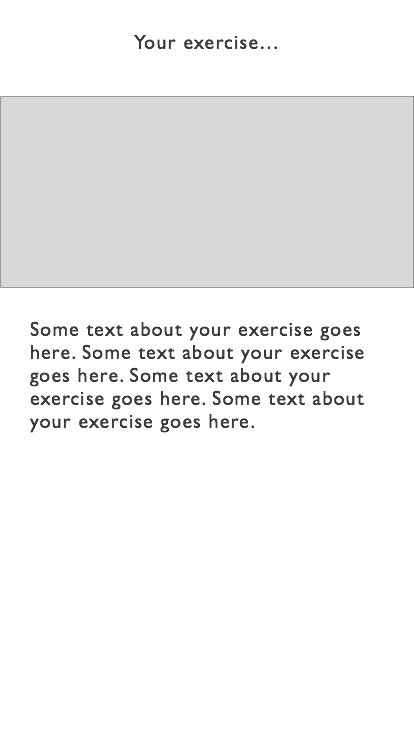 Your exercise...
Some text about your exercise goes
here. Some text about your exercise
goes here. Some text about your
exercise goes here. Some text about
your exercise goes here.